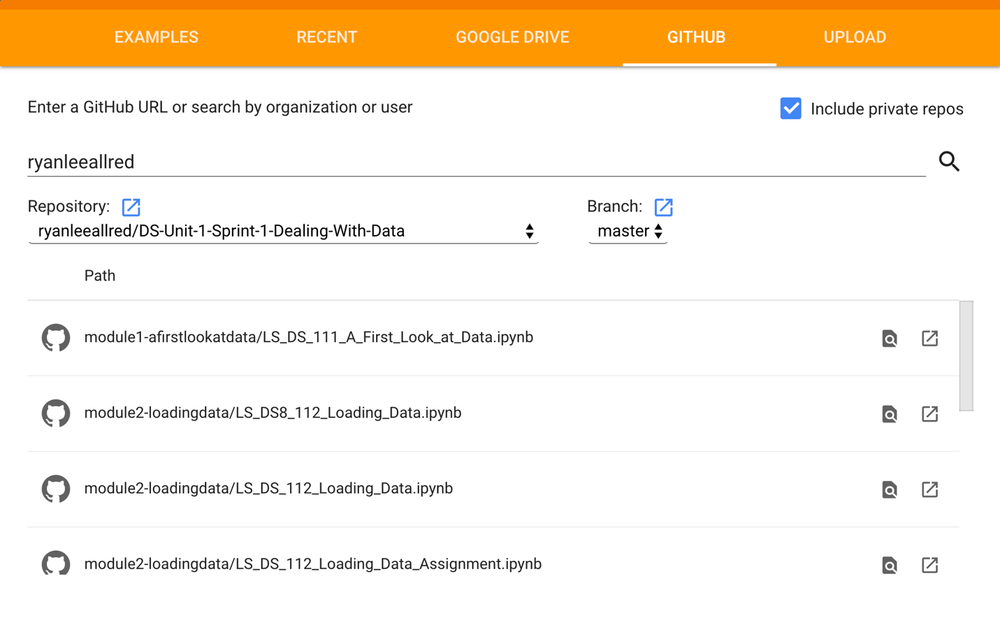 EXAMPLES RECENT GOOGLE DRIVE GITHUB UPLOAD
Enter a GitHub URL or search by organization or user
Include private repos
ryanleeallred
Repository: Branch:
ryanleeallred/DS-Unit-1-Sprint-1-Dealing-With-Data master
Path
module1-afirstlookatdata/LS_DS_111_A_First_Look_at_Data.ipynb
module2-loadingdata/LS_DS8_112_Loading_Data.ipynb
module2-loadingdata/LS_DS_112_Loading_Data.ipynb
module2-loadingdata/LS_DS_112_Loading_Data_Assignment.ipynb